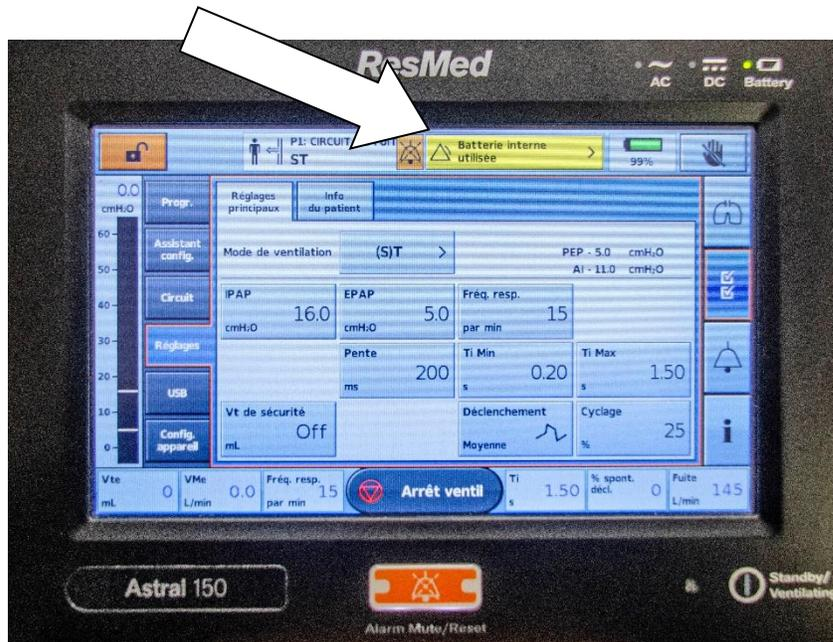 ResMed
AC DC Battery
P1: CIRCUIT
ST
Batterie interne
utilisée
99%
0.0
cmH₂O
60
50
40
30
20
10
0
Progr.
Assistant
config.
Circuit
Réglages
USB
Config.
appareil
Réglages
principaux
Info
du patient
Mode de ventilation
(S)T >
PEP - 5.0 cmH₂O
AI - 11.0 cmH₂O
IPAP
16.0
cmH₂O
EPAP
5.0
cmH₂O
Fréq. resp.
15
par min
Pente
200
ms
Ti Min
0.20
s
Ti Max
1.50
s
Vt de sécurité
Off
mL
Déclenchement
Moyenne
Cyclage
25
%
Vte
0
mL
VMe
0.0
L/min
Fréq. resp.
15
par min
Arrêt ventil
Ti
1.50
s
% spont.
décl.
0
Fuite
145
L/min
Astral 150
Alarm Mute/Reset
Standby/
Ventilating